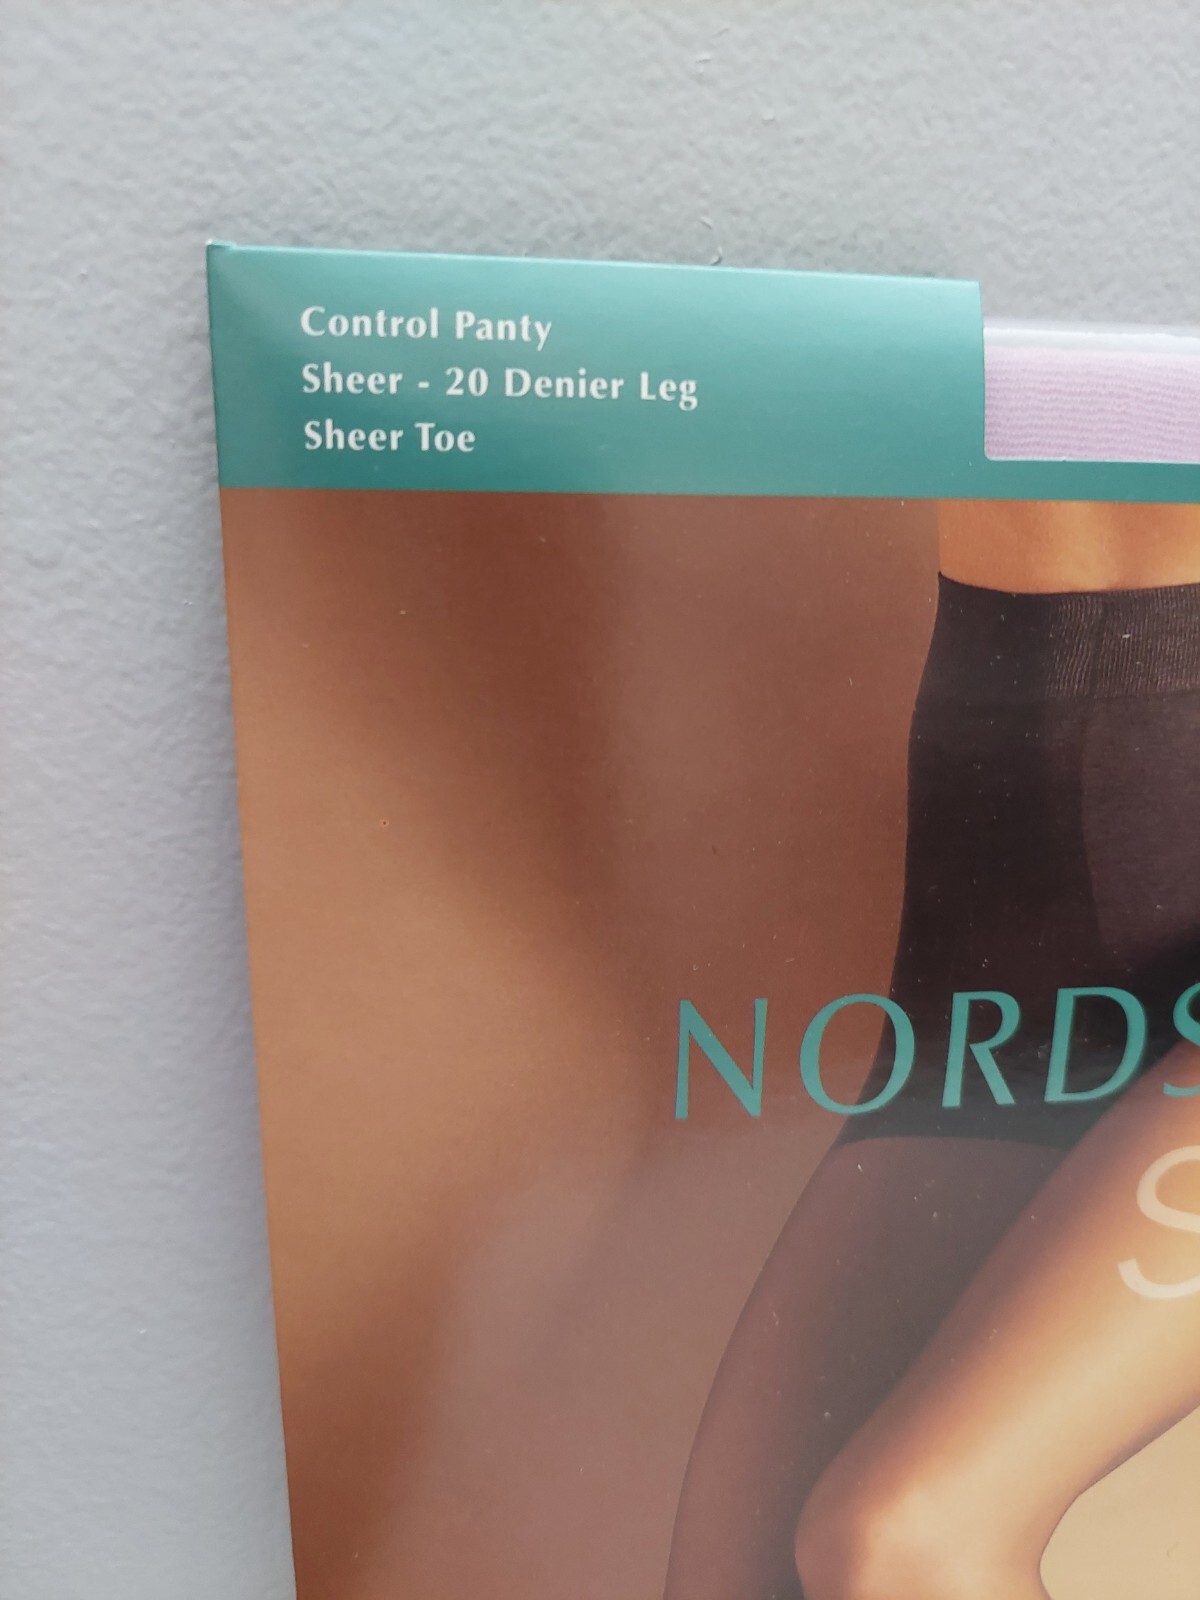 Control Panty
Sheer - 20 Denier Leg
Sheer Toe
NORDS
S